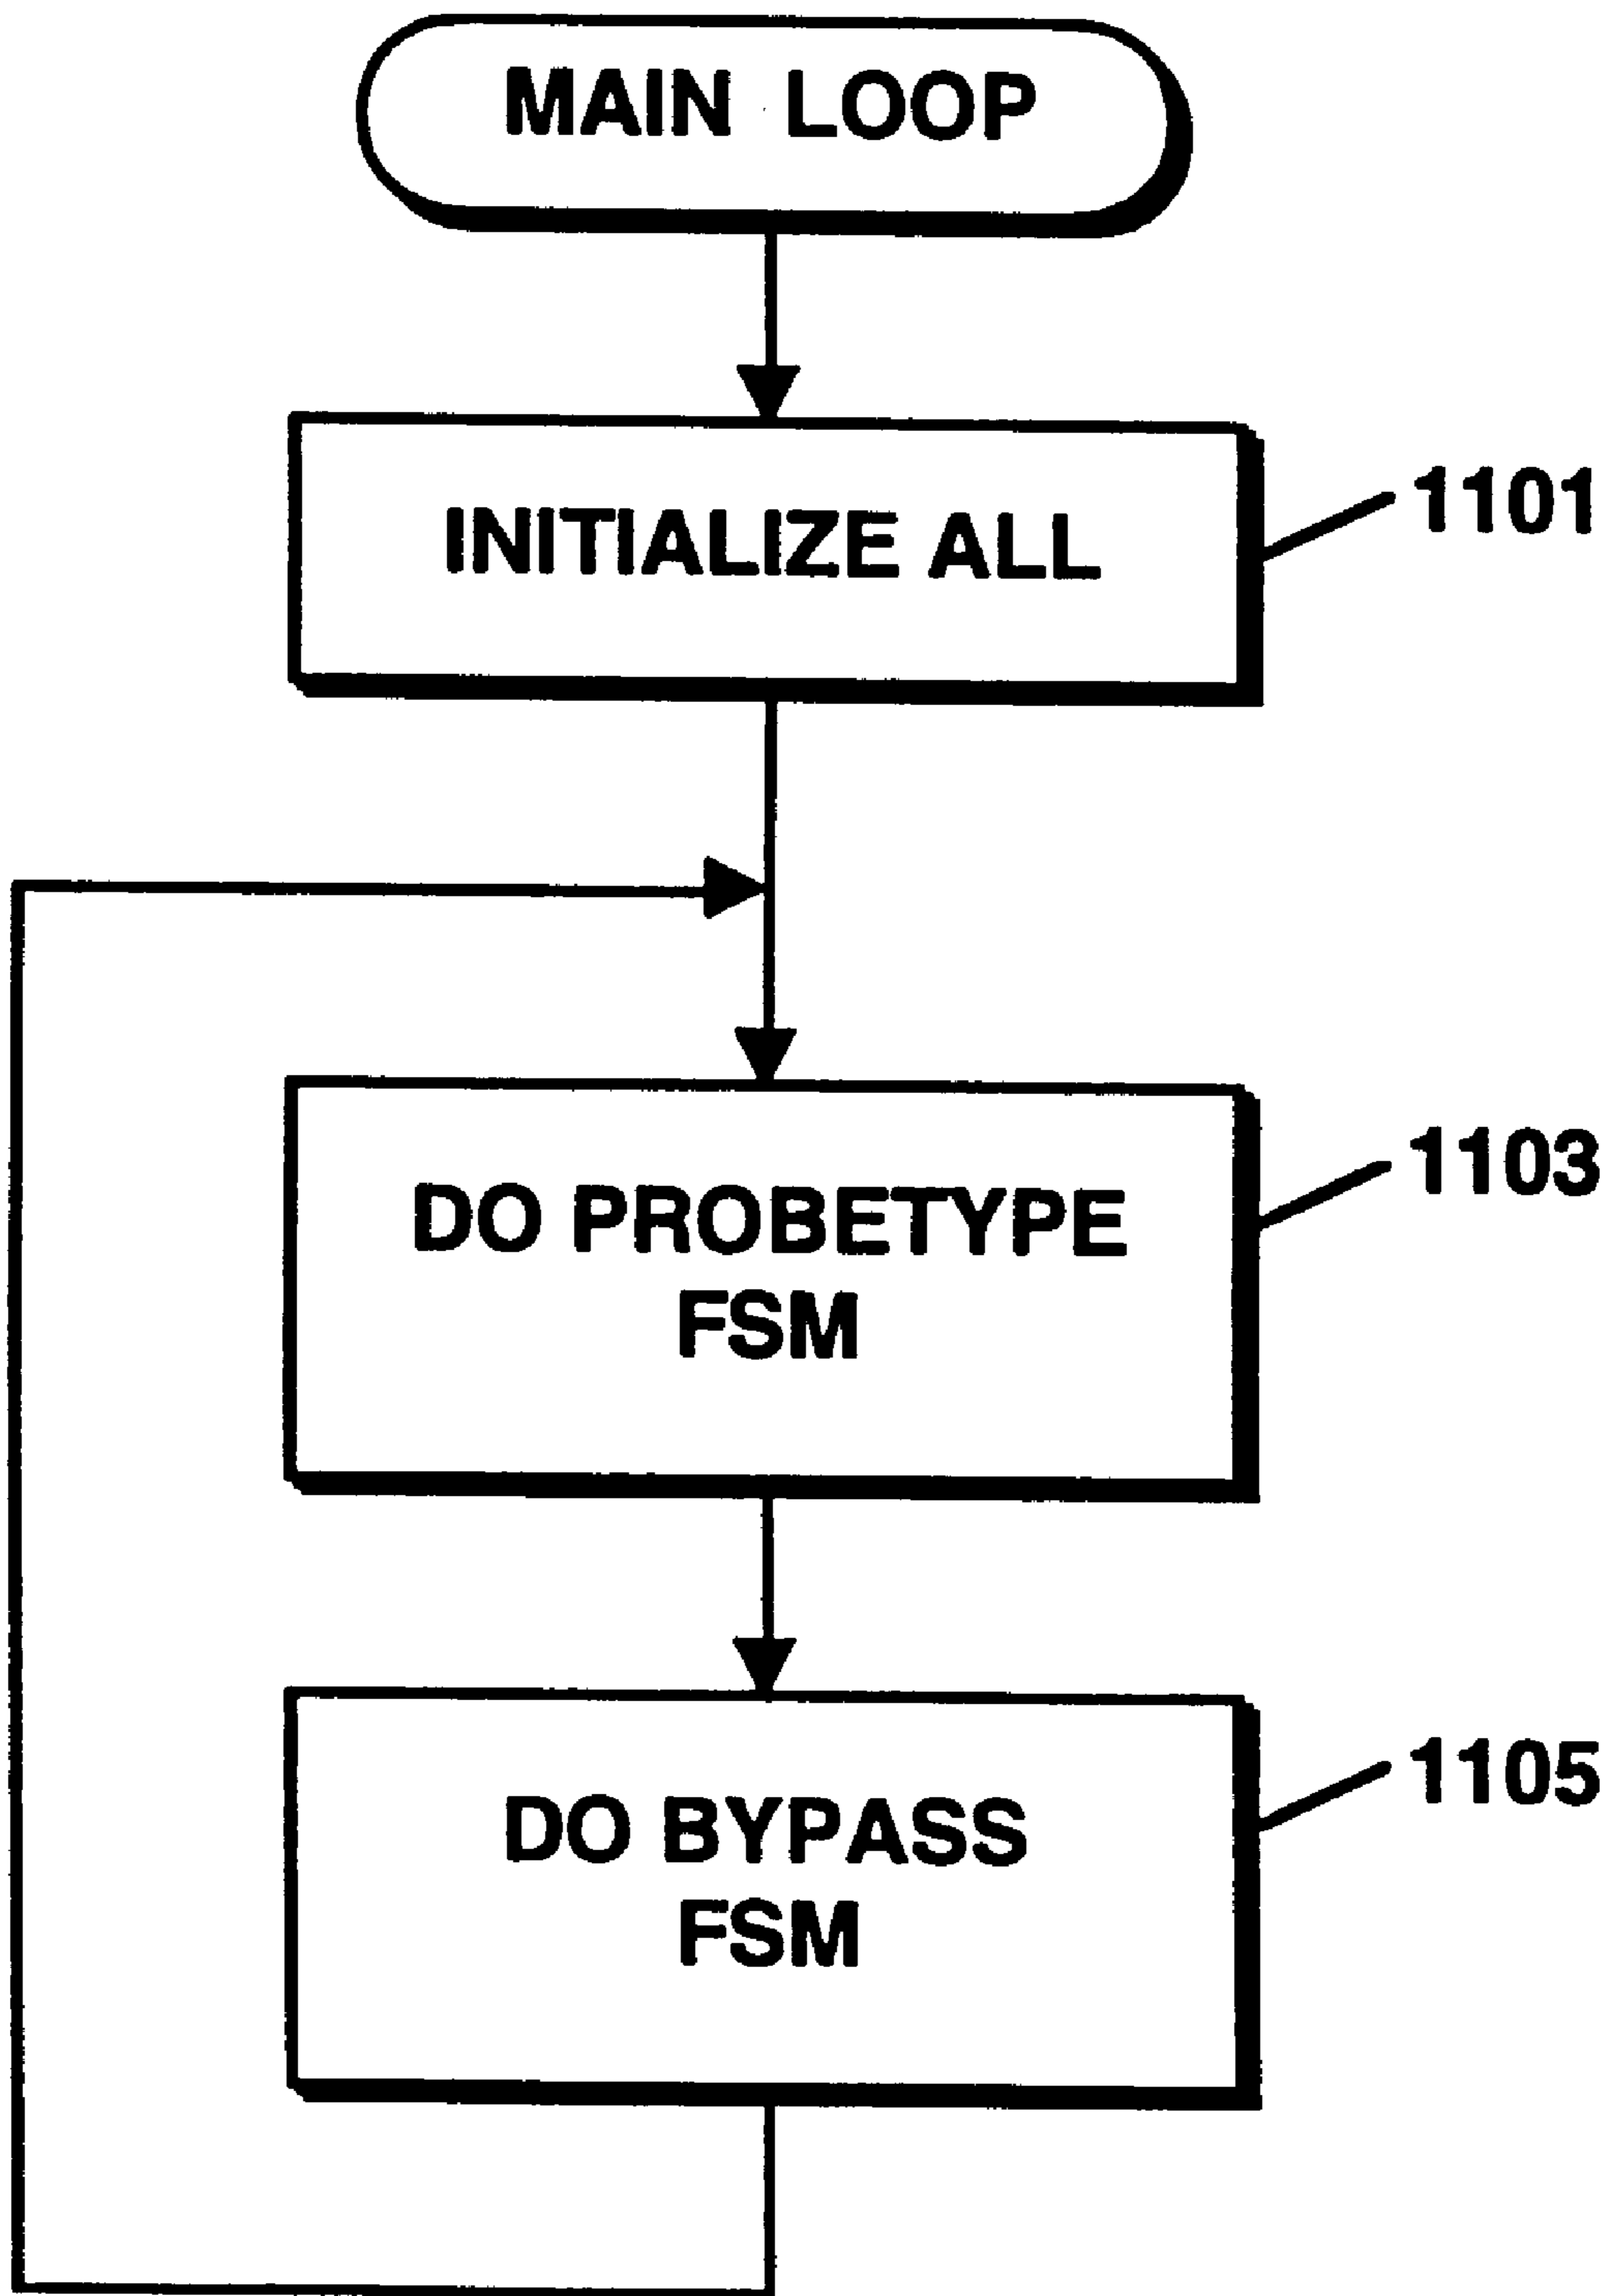 MAIN LOOP
INITIALIZE ALL
1101
DO PROBETYPE
FSM
1103
DO BYPASS
FSM
1105